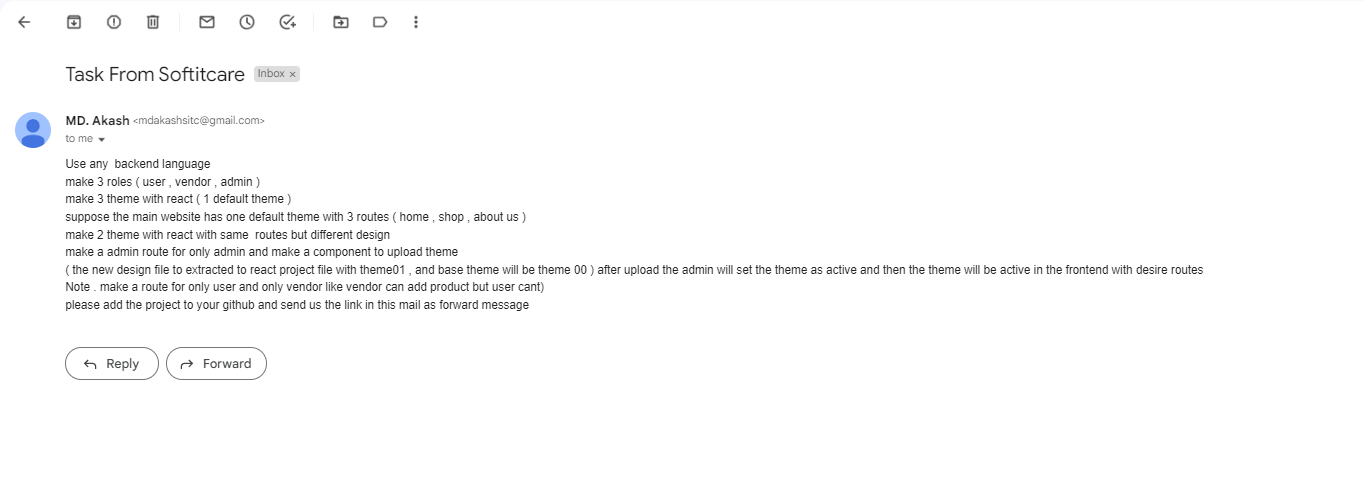 Task From Softitcare Inbox ×
MD. Akash <mdakashsitc@gmail.com>
to me
Use any  backend language
make 3 roles ( user , vendor , admin )
make 3 theme with react ( 1 default theme )
suppose the main website has one default theme with 3 routes ( home , shop , about us )
make 2 theme with react with same  routes but different design
make a admin route for only admin and make a component to upload theme
( the new design file to extracted to react project file with theme01 , and base theme will be theme 00 ) after upload the admin will set the theme as active and then the theme will be active in the frontend with desire routes
Note . make a route for only user and only vendor like vendor can add product but user cant)
please add the project to your github and send us the link in this mail as forward message
Reply Forward